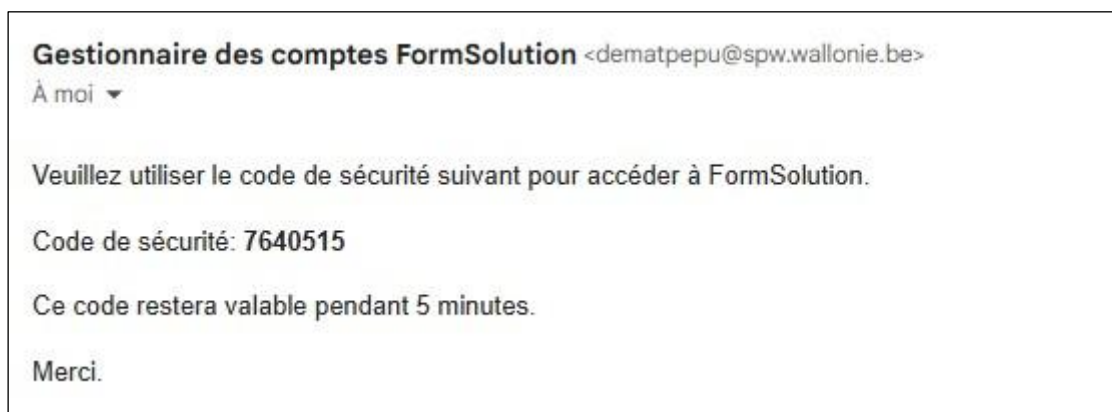 Gestionnaire des comptes FormSolution <dematpepu@spw.wallonie.be>
À moi
Veuillez utiliser le code de sécurité suivant pour accéder à FormSolution.
Code de sécurité: 7640515
Ce code restera valable pendant 5 minutes.
Merci.